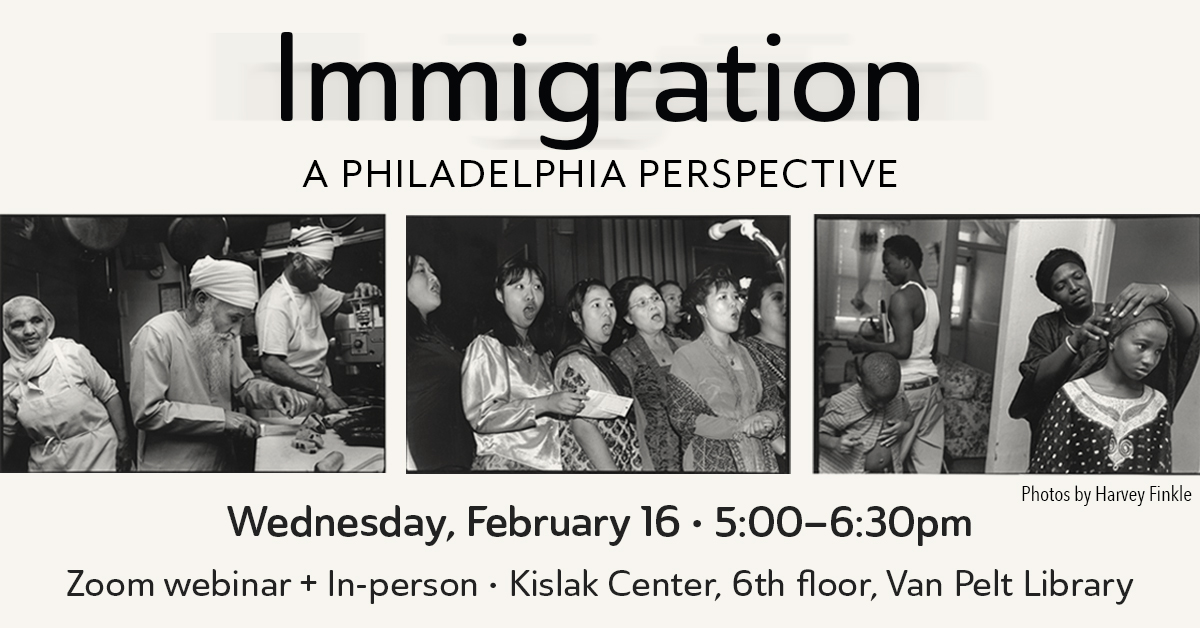 Immigration
A PHILADELPHIA PERSPECTIVE
Photos by Harvey Finkle
Wednesday, February 16 • 5:00–6:30pm
Zoom webinar + In-person • Kislak Center, 6th floor, Van Pelt Library